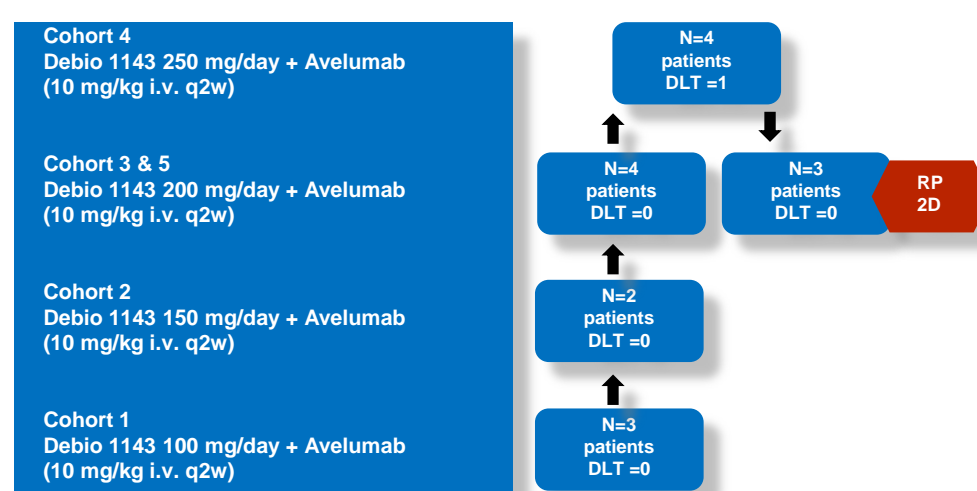 Cohort 4
Debio 1143 250 mg/day + Avelumab
(10 mg/kg i.v. q2w)
N=4
patients
DLT =1
Cohort 3 & 5
Debio 1143 200 mg/day + Avelumab
(10 mg/kg i.v. q2w)
N=4
patients
DLT =0
N=3
patients
DLT =0
RP
2D
Cohort 2
Debio 1143 150 mg/day + Avelumab
(10 mg/kg i.v. q2w)
N=2
patients
DLT =0
Cohort 1
Debio 1143 100 mg/day + Avelumab
(10 mg/kg i.v. q2w)
N=3
patients
DLT =0